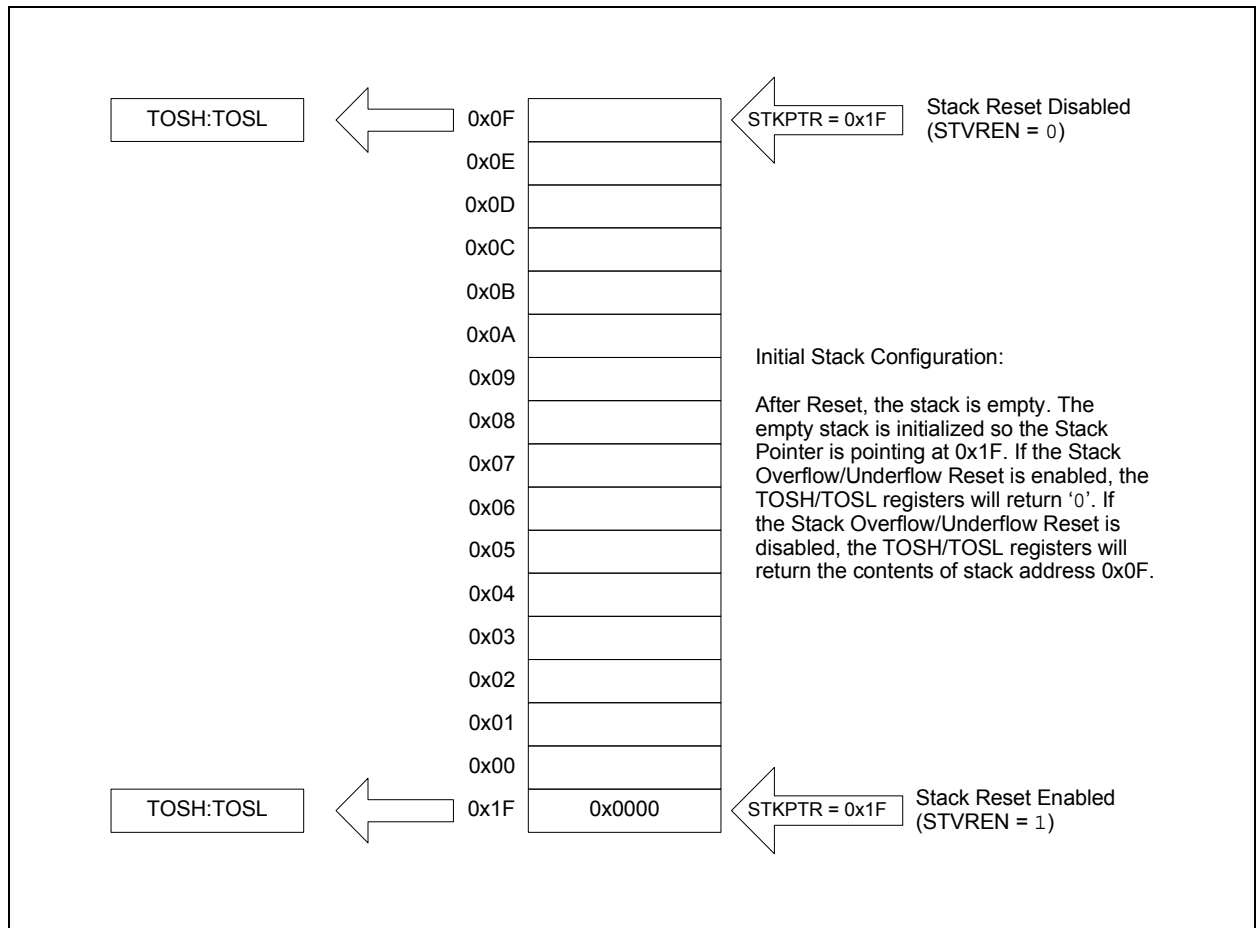 TOSH:TOSL
0x0F
STKPTR = 0x1F
Stack Reset Disabled
(STVREN = 0)
0x0E
0x0D
0x0C
0x0B
0x0A
0x09
0x08
0x07
0x06
0x05
0x04
0x03
0x02
0x01
0x00
Initial Stack Configuration:
After Reset, the stack is empty. The
empty stack is initialized so the Stack
Pointer is pointing at 0x1F. If the Stack
Overflow/Underflow Reset is enabled, the
TOSH/TOSL registers will return ‘0’. If
the Stack Overflow/Underflow Reset is
disabled, the TOSH/TOSL registers will
return the contents of stack address 0x0F.
TOSH:TOSL
0x1F
0x0000
STKPTR = 0x1F
Stack Reset Enabled
(STVREN = 1)